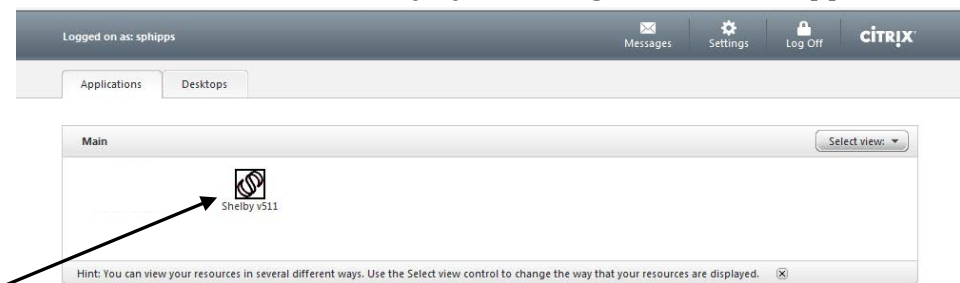 Logged on as: sphipps
Messages
Settings
Log Off
CİTRIX
Applications
Desktops
Main
Select view:
Shelby v511
Hint: You can view your resources in several different ways. Use the Select view control to change the way that your resources are displayed.